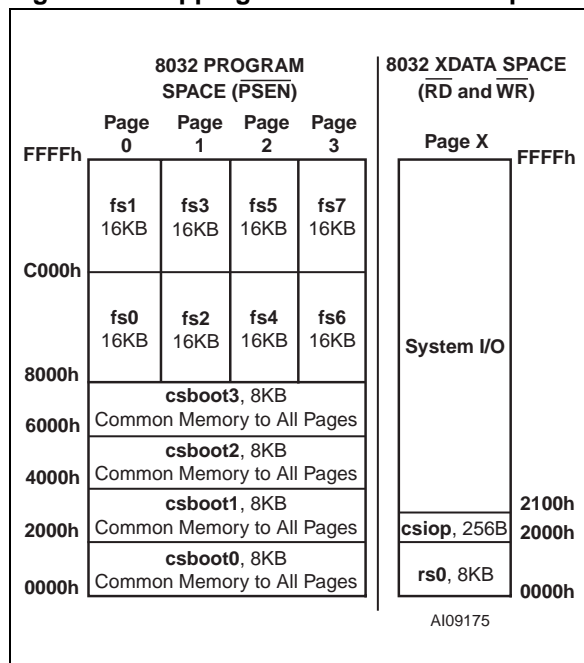 8032 PROGRAM
SPACE (PSEN)
Page Page Page Page
0 1 2 3
FFFFh
fs1 fs3 fs5 fs7
16KB 16KB 16KB 16KB
C000h
fs0 fs2 fs4 fs6
16KB 16KB 16KB 16KB
8000h
csboot3, 8KB
Common Memory to All Pages
6000h
csboot2, 8KB
Common Memory to All Pages
4000h
csboot1, 8KB
Common Memory to All Pages
2000h
csboot0, 8KB
Common Memory to All Pages
0000h
8032 XDATA SPACE
(RD and WR)
Page X
FFFFh
System I/O
2100h
csiop, 256B
2000h
rs0, 8KB
0000h
AI09175